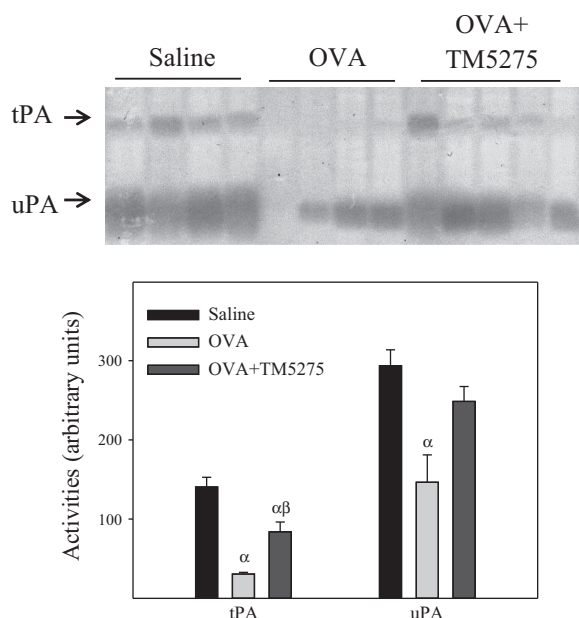 OVA+
Saline OVA TM5275
tPA
uPA
Saline
OVA
OVA+TM5275
Activities (arbitrary units)
300
200
100
α
αβ
α
tPA uPA